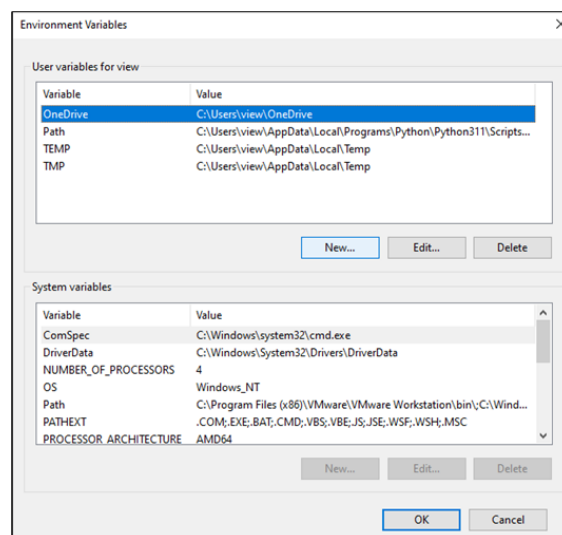 Environment Variables
User variables for view
Variable Value
OneDrive C:\Users\view\OneDrive
Path C:\Users\view\AppData\Local\Programs\Python\Python311\Scripts...
TEMP C:\Users\view\AppData\Local\Temp
TMP C:\Users\view\AppData\Local\Temp
New... Edit... Delete
System variables
Variable Value
ComSpec C:\Windows\system32\cmd.exe
DriverData C:\Windows\System32\Drivers\DriverData
NUMBER_OF_PROCESSORS 4
OS Windows_NT
Path C:\Program Files (x86)\VMware\VMware Workstation\bin\;C:\Wind...
PATHEXT .COM;.EXE;.BAT;.CMD;.VBS;.VBE;.JS;.JSE;.WSF;.WSH;.MSC
PROCESSOR_ARCHITECTURE AMD64
New... Edit... Delete
OK Cancel